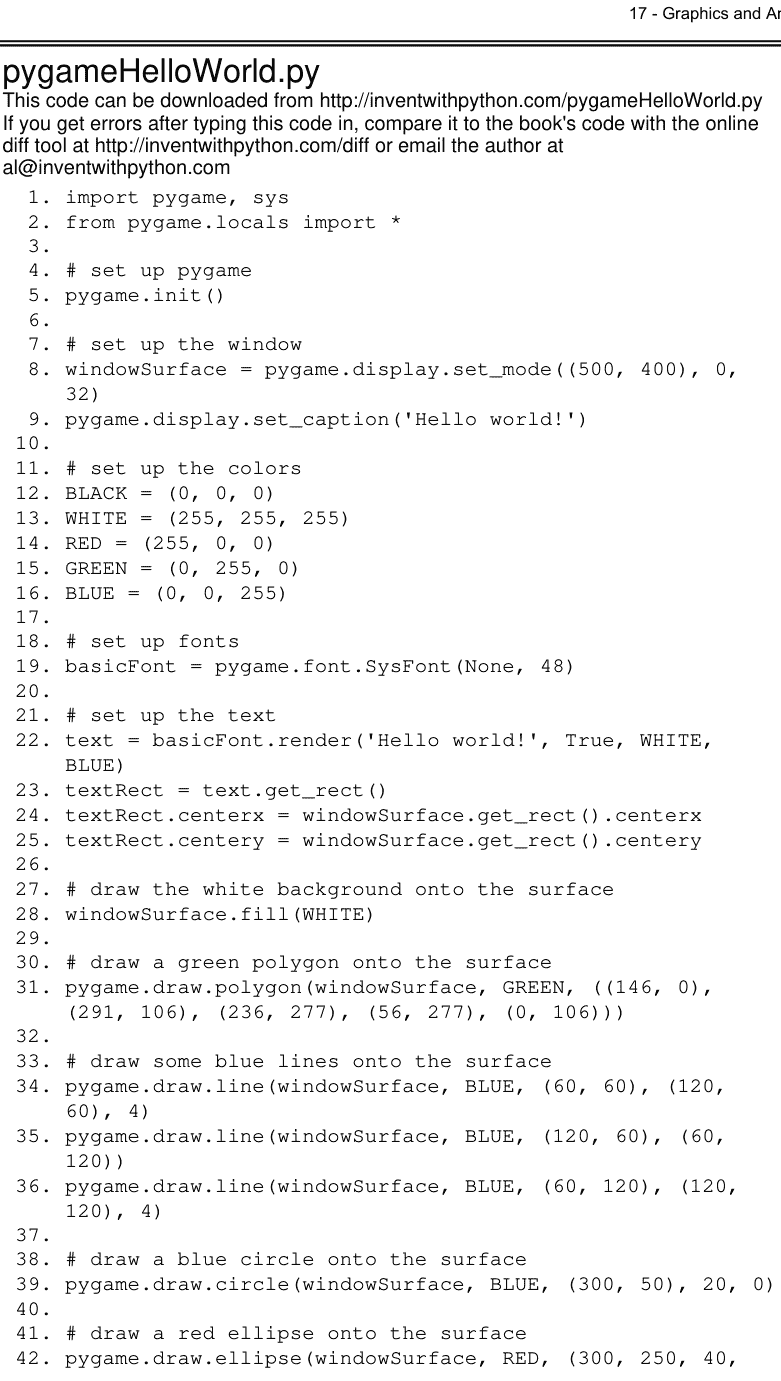 17 - Graphics and An
pygameHelloWorld.py
This code can be downloaded from http://inventwithpython.com/pygameHelloWorld.py
If you get errors after typing this code in, compare it to the book's code with the online
diff tool at http://inventwithpython.com/diff or email the author at
al@inventwithpython.com
1. import pygame, sys
2. from pygame.locals import *
3.
4. # set up pygame
5. pygame.init()
6.
7. # set up the window
8. windowSurface = pygame.display.set_mode((500, 400), 0,
32)
9. pygame.display.set_caption('Hello world!')
10.
11. # set up the colors
12. BLACK = (0, 0, 0)
13. WHITE = (255, 255, 255)
14. RED = (255, 0, 0)
15. GREEN = (0, 255, 0)
16. BLUE = (0, 0, 255)
17.
18. # set up fonts
19. basicFont = pygame.font.SysFont(None, 48)
20.
21. # set up the text
22. text = basicFont.render('Hello world!', True, WHITE,
BLUE)
23. textRect = text.get_rect()
24. textRect.centerx = windowSurface.get_rect().centerx
25. textRect.centery = windowSurface.get_rect().centery
26.
27. # draw the white background onto the surface
28. windowSurface.fill(WHITE)
29.
30. # draw a green polygon onto the surface
31. pygame.draw.polygon(windowSurface, GREEN, ((146, 0),
(291, 106), (236, 277), (56, 277), (0, 106)))
32.
33. # draw some blue lines onto the surface
34. pygame.draw.line(windowSurface, BLUE, (60, 60), (120,
60), 4)
35. pygame.draw.line(windowSurface, BLUE, (120, 60), (60,
120))
36. pygame.draw.line(windowSurface, BLUE, (60, 120), (120,
120), 4)
37.
38. # draw a blue circle onto the surface
39. pygame.draw.circle(windowSurface, BLUE, (300, 50), 20, 0)
40.
41. # draw a red ellipse onto the surface
42. pygame.draw.ellipse(windowSurface, RED, (300, 250, 40,